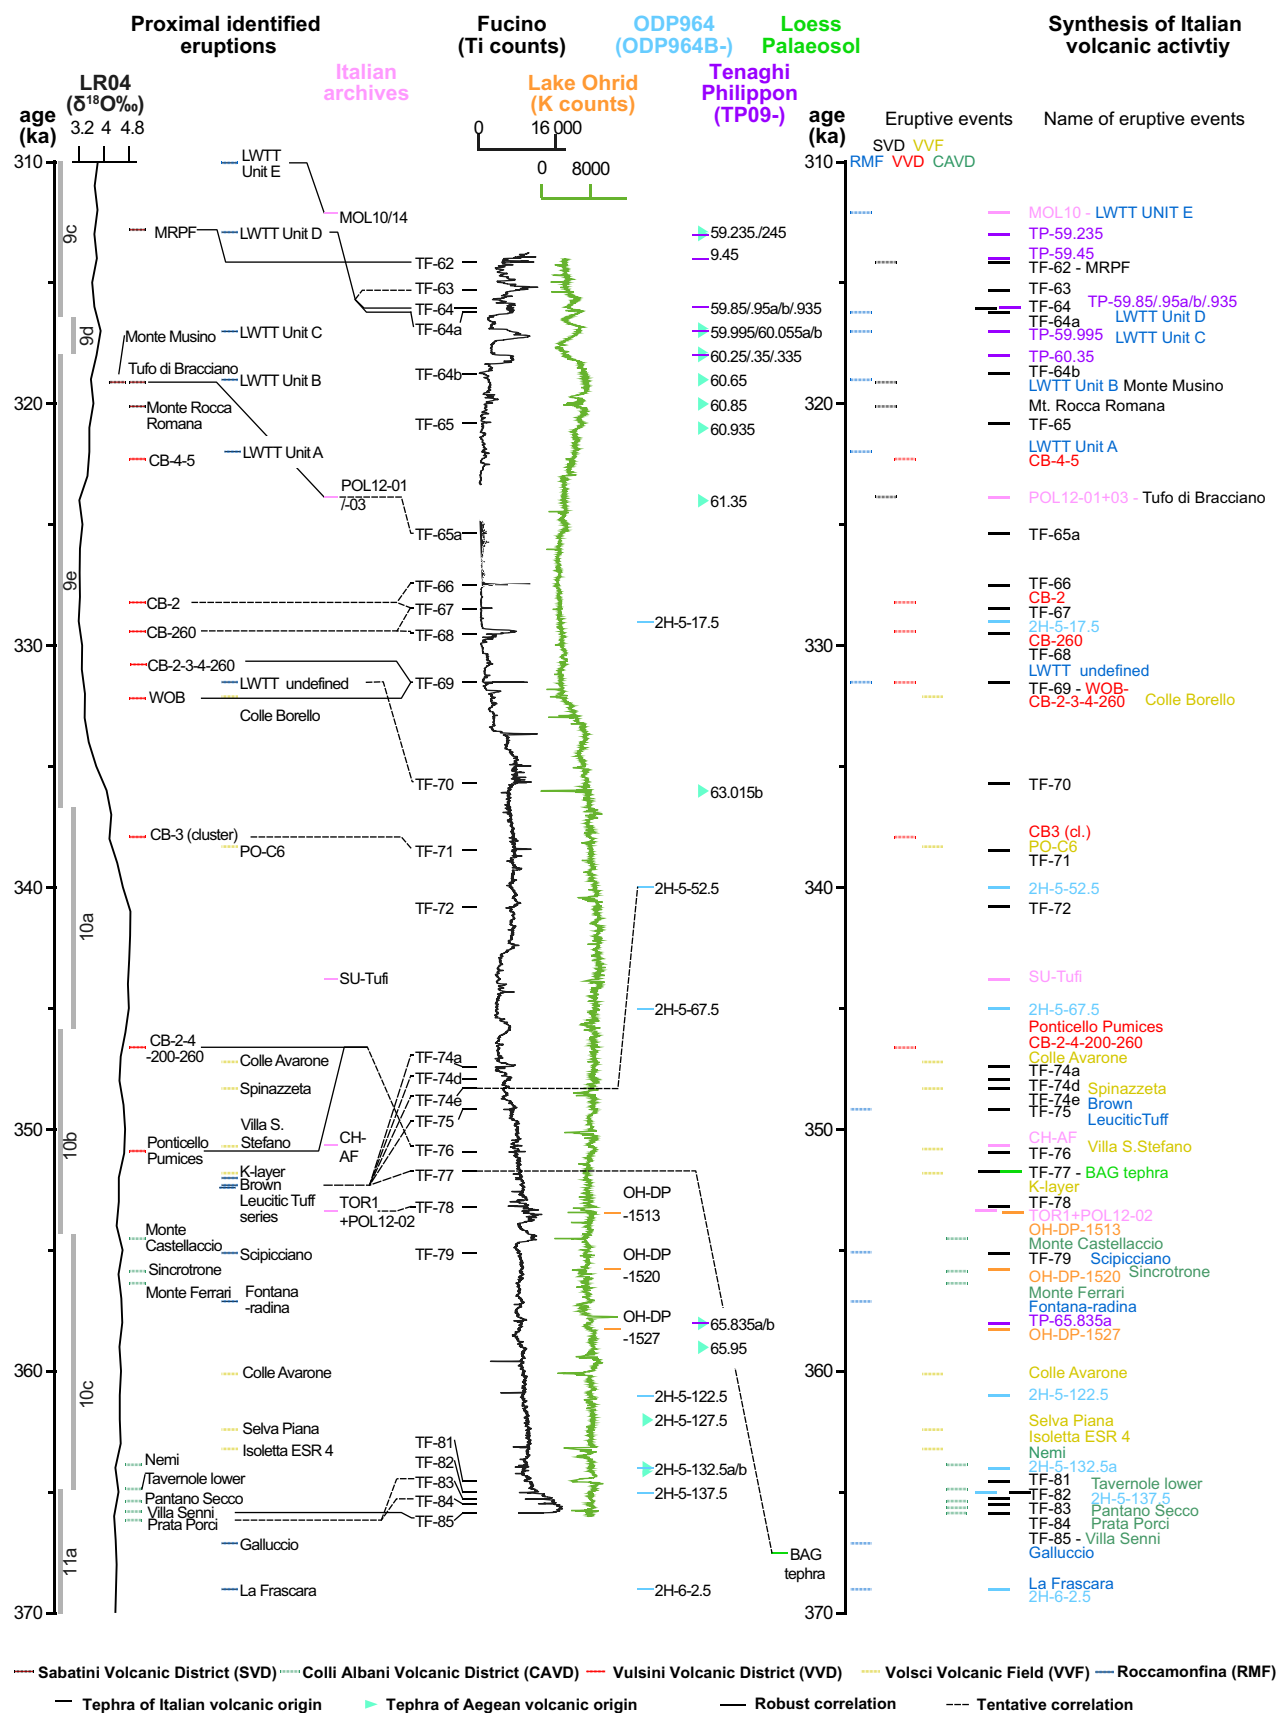 Proximal identified
eruptions
Fucino
(Ti counts)
ODP964
(ODP964B-)
Loess
Palaeosol
Synthesis of Italian
volcanic activtiy
Italian
archives
Lake Ohrid
(K counts)
Tenaghi
Philippon
(TP09-)
LR04
(δ18O‰)
age
(ka)
3.2 4 4.8
0 16 000
0 8000
age
(ka)
Eruptive events
Name of eruptive events
SVD VVF
RMF VVD CAVD
310
320
330
340
350
360
370
9c
9d
9e
10a
10b
10c
11a
LWTT
Unit E
MOL10/14
MRPF
LWTT Unit D
Monte Musino
LWTT Unit C
Tufo di Bracciano
LWTT Unit B
Monte Rocca
Romana
LWTT Unit A
CB-4-5
POL12-01
/-03
CB-2
CB-260
CB-2-3-4-260
LWTT undefined
WOB
Colle Borello
CB-3 (cluster)
PO-C6
SU-Tufi
CB-2-4
-200-260
Colle Avarone
Spinazzeta
Villa S.
Stefano
CH-
AF
Ponticello
Pumices
K-layer
Brown
Leucitic Tuff
series
TOR1
+POL12-02
Monte
Castellaccio
Scipicciano
Sincrotrone
Monte Ferrari
Fontana
-radina
Colle Avarone
Selva Piana
Isoletta ESR 4
Nemi
Tavernole lower
Pantano Secco
Villa Senni
Prata Porci
Galluccio
La Frascara
TF-62
TF-63
TF-64
TF-64a
TF-64b
TF-65
TF-65a
TF-66
TF-67
TF-68
TF-69
TF-70
TF-71
TF-72
TF-74a
TF-74d
TF-74e
TF-75
TF-76
TF-77
TF-78
TF-79
TF-81
TF-82
TF-83
TF-84
TF-85
OH-DP
-1513
OH-DP
-1520
OH-DP
-1527
2H-5-17.5
2H-5-52.5
2H-5-67.5
2H-5-122.5
2H-5-127.5
2H-5-132.5a/b
2H-5-137.5
2H-6-2.5
59.235./245
9.45
59.85/.95a/b/.935
59.995/60.055a/b
60.25/.35/.335
60.65
60.85
60.935
61.35
63.015b
65.835a/b
65.95
BAG
tephra
310
320
330
340
350
360
370
MOL10 - LWTT UNIT E
TP-59.235
TP-59.45
TF-62 - MRPF
TF-63
TF-64 TP-59.85/.95a/b/.935
TF-64a LWTT Unit D
TP-59.995 LWTT Unit C
TP-60.35
TF-64b
LWTT Unit B Monte Musino
Mt. Rocca Romana
TF-65
LWTT Unit A
CB-4-5
POL12-01+03 - Tufo di Bracciano
TF-65a
TF-66
CB-2
TF-67
2H-5-17.5
CB-260
TF-68
LWTT undefined
TF-69 - WOB-
CB-2-3-4-260 Colle Borello
TF-70
CB3 (cl.)
PO-C6
TF-71
2H-5-52.5
TF-72
SU-Tufi
2H-5-67.5
Ponticello Pumices
CB-2-4-200-260
Colle Avarone
TF-74a
TF-74d Spinazzeta
TF-74e Brown
TF-75 LeuciticTuff
CH-AF
TF-76 Villa S.Stefano
TF-77 - BAG tephra
K-layer
TF-78
TOR1+POL12-02
OH-DP-1513
Monte Castellaccio
TF-79 Scipicciano
OH-DP-1520 Sincrotrone
Monte Ferrari
Fontana-radina
TP-65.835a
OH-DP-1527
Colle Avarone
2H-5-122.5
Selva Piana
Isoletta ESR 4
Nemi
2H-5-132.5a
TF-81 Tavernole lower
TF-82 2H-5-137.5
TF-83 Pantano Secco
TF-84 Prata Porci
TF-85 - Villa Senni
Galluccio
La Frascara
2H-6-2.5
Sabatini Volcanic District (SVD) Colli Albani Volcanic District (CAVD) Vulsini Volcanic District (VVD) Volsci Volcanic Field (VVF) Roccamonfina (RMF)
Tephra of Italian volcanic origin Tephra of Aegean volcanic origin Robust correlation Tentative correlation